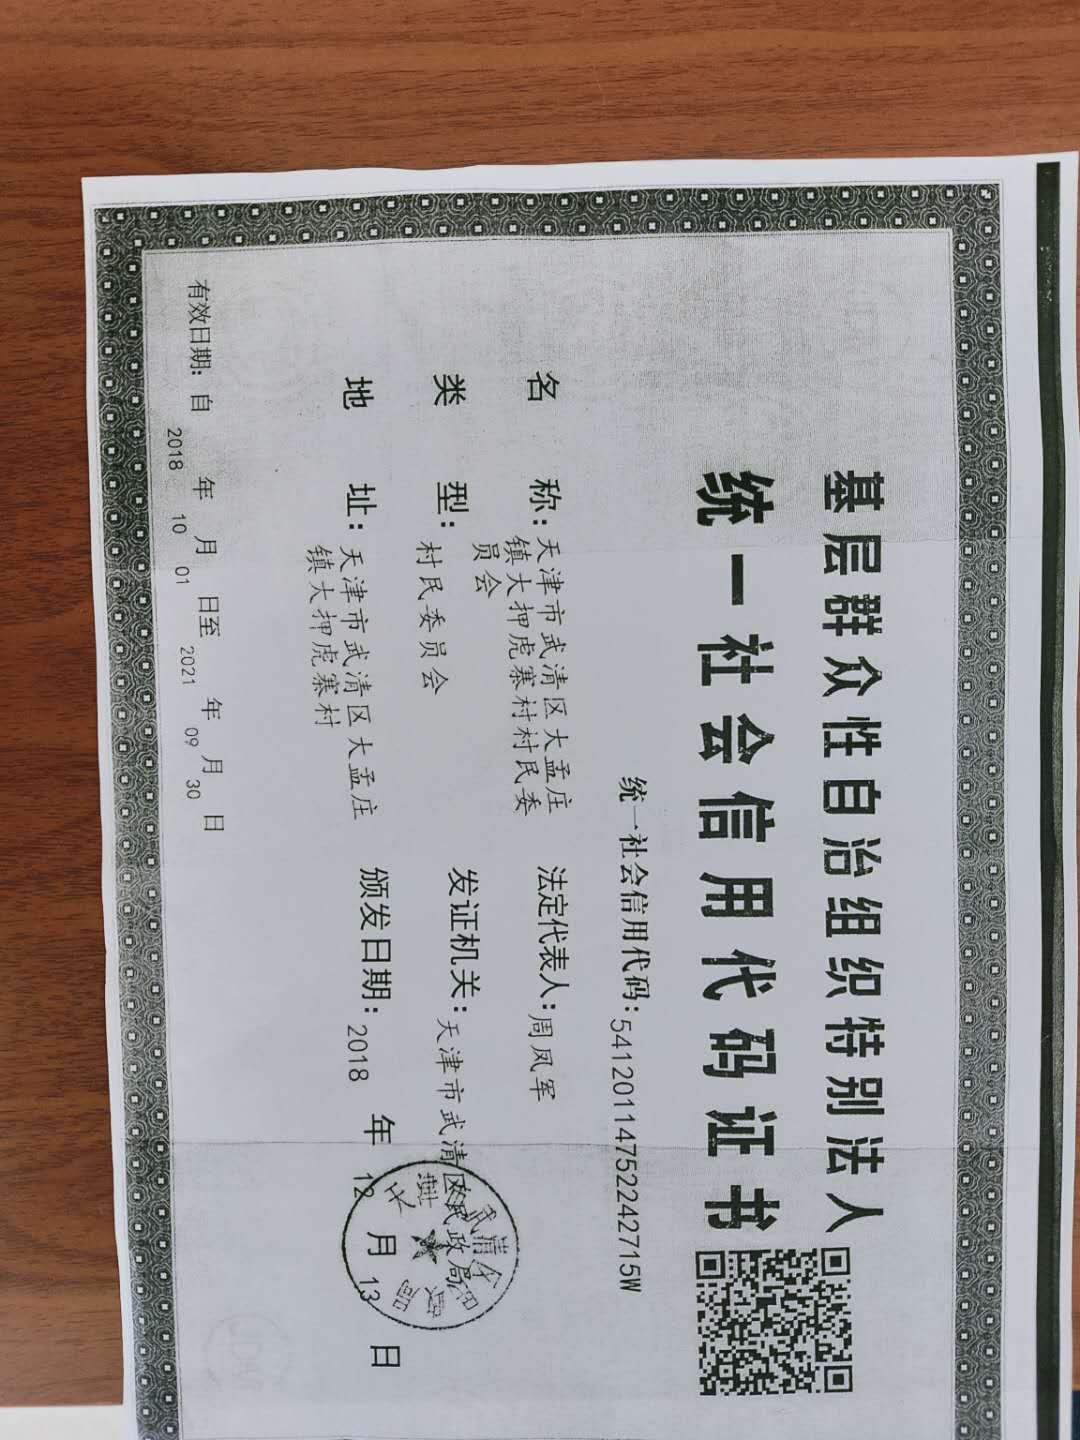 基层群众性自治组织特别法人
统一社会信用代码证书
统一社会信用代码: 54120114752242715W
名 称: 天津市武清区大孟庄
镇大押虎寨村村民委
员会
法定代表人: 周凤军
类 型: 村民委员会
发证机关: 天津市武清区民政局
地 址: 天津市武清区大孟庄
镇大押虎寨村
颁发日期: 2018 年 12 月 13 日
有效日期: 自 2018 年 10 月 01 日至 2021 年 09 月 30 日